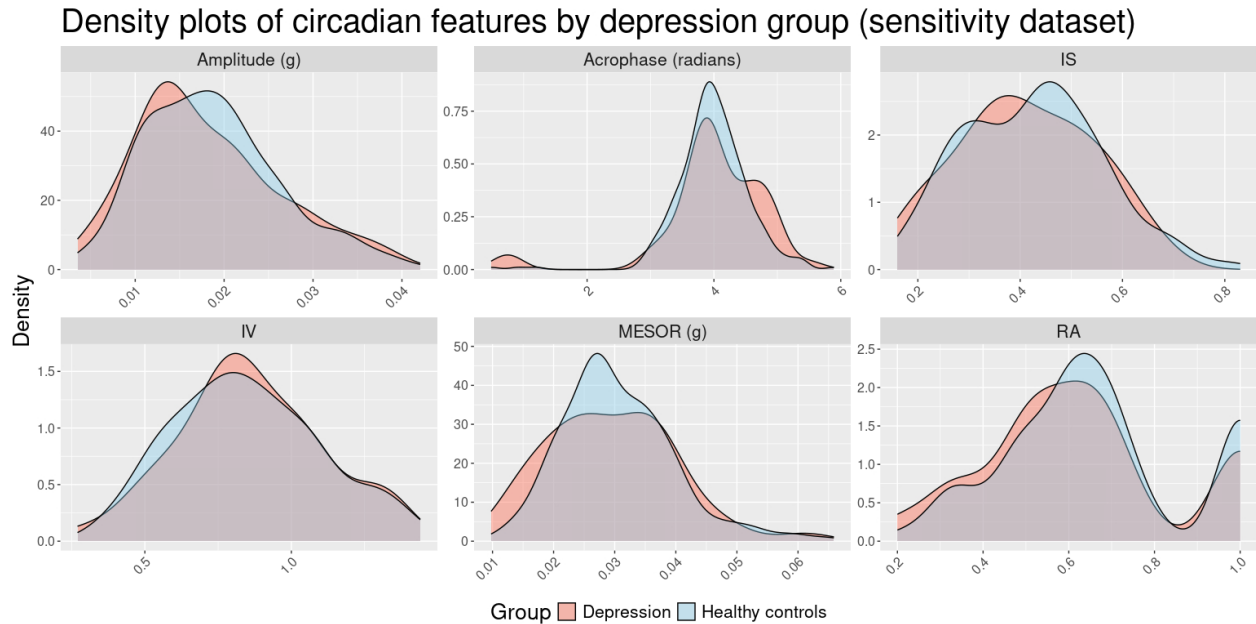 Density plots of circadian features by depression group (sensitivity dataset)
Amplitude (g) Acrophase (radians) IS
40
20
0
0.01 0.02 0.03 0.04
0.75
0.50
0.25
0.00
2 4 6
2
1
0
0.2 0.4 0.6 0.8
Density
IV MESOR (g) RA
1.5
1.0
0.5
0.0
0.5 1.0
50
40
30
20
10
0
0.01 0.02 0.03 0.04 0.05 0.06
2.5
2.0
1.5
1.0
0.5
0.0
0.2 0.4 0.6 0.8 1.0
Group Depression Healthy controls